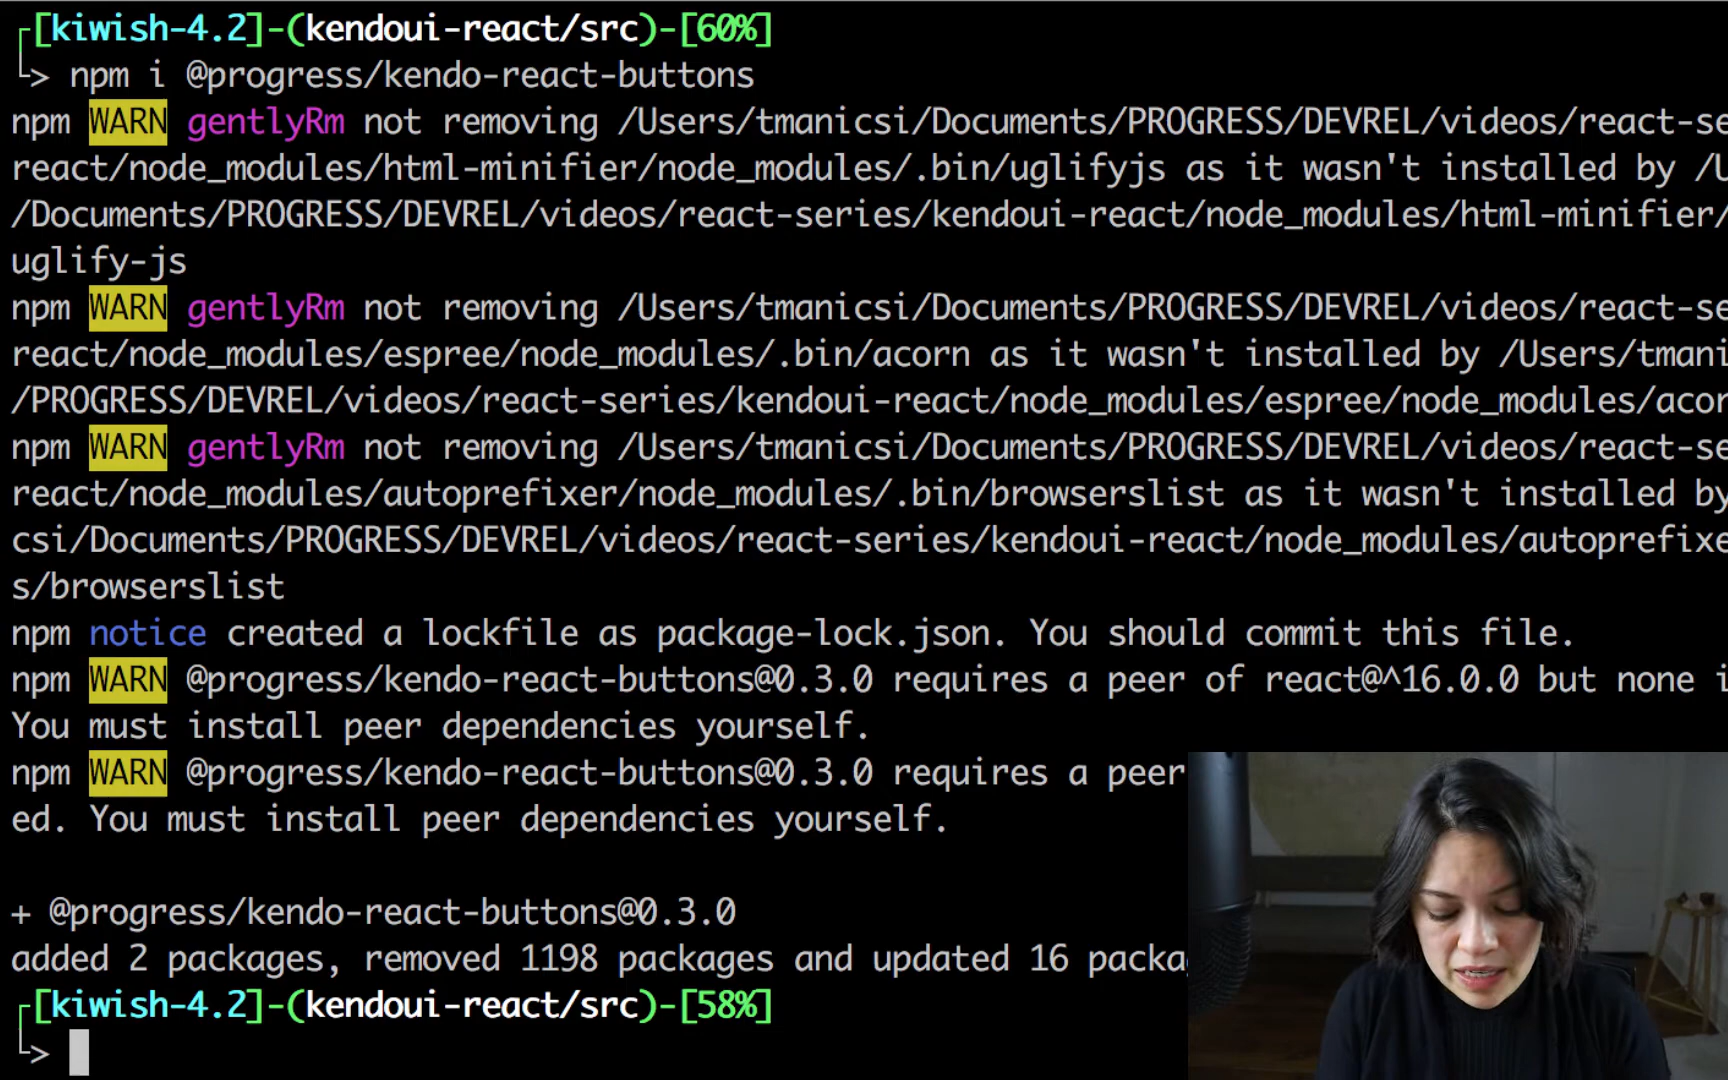 [kiwish-4.2]-(kendoui-react/src)-[60%]
> npm i @progress/kendo-react-buttons
npm WARN gentlyRm not removing /Users/tmanicsi/Documents/PROGRESS/DEVREL/videos/react-se
react/node_modules/html-minifier/node_modules/.bin/uglifyjs as it wasn't installed by /U
/Documents/PROGRESS/DEVREL/videos/react-series/kendoui-react/node_modules/html-minifier/
uglify-js
npm WARN gentlyRm not removing /Users/tmanicsi/Documents/PROGRESS/DEVREL/videos/react-se
react/node_modules/espree/node_modules/.bin/acorn as it wasn't installed by /Users/tmani
/PROGRESS/DEVREL/videos/react-series/kendoui-react/node_modules/espree/node_modules/acor
npm WARN gentlyRm not removing /Users/tmanicsi/Documents/PROGRESS/DEVREL/videos/react-se
react/node_modules/autoprefixer/node_modules/.bin/browserslist as it wasn't installed by
csi/Documents/PROGRESS/DEVREL/videos/react-series/kendoui-react/node_modules/autoprefixe
s/browserslist
npm notice created a lockfile as package-lock.json. You should commit this file.
npm WARN @progress/kendo-react-buttons@0.3.0 requires a peer of react@^16.0.0 but none i
You must install peer dependencies yourself.
npm WARN @progress/kendo-react-buttons@0.3.0 requires a peer
ed. You must install peer dependencies yourself.
+ @progress/kendo-react-buttons@0.3.0
added 2 packages, removed 1198 packages and updated 16 packa
[kiwish-4.2]-(kendoui-react/src)-[58%]
>